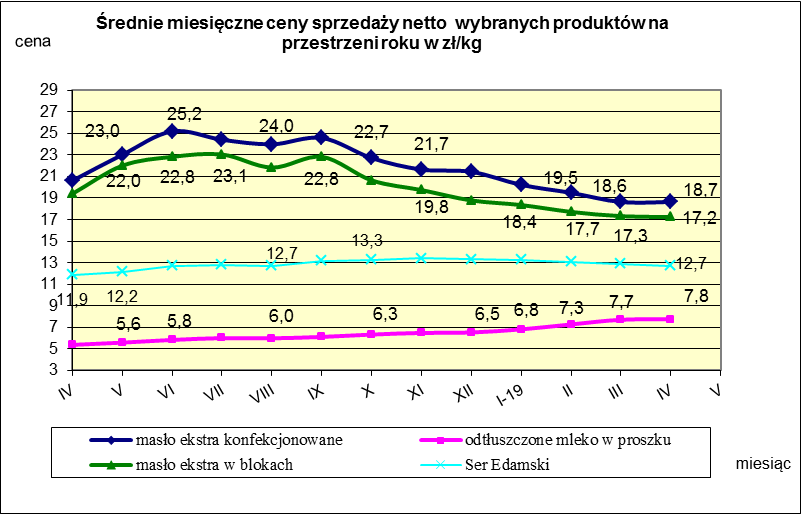 Średnie miesięczne ceny sprzedaży netto wybranych produktów na
przestrzeni roku w zł/kg
cena
29
27
25
23
21
19
17
15
13
11
9
7
5
3
23,0
25,2
24,0
22,7
21,7
19,5
18,6
18,7
22,0
22,8
23,1
22,8
19,8
18,4
17,7
17,3
17,2
11,9
12,2
12,7
13,3
12,7
5,6
5,8
6,0
6,3
6,5
6,8
7,3
7,7
7,8
IV
V
VI
VII
VIII
IX
X
XI
XII
I-19
II
III
IV
V
masło ekstra konfekcjonowane
odtłuszczone mleko w proszku
masło ekstra w blokach
Ser Edamski
miesiąc